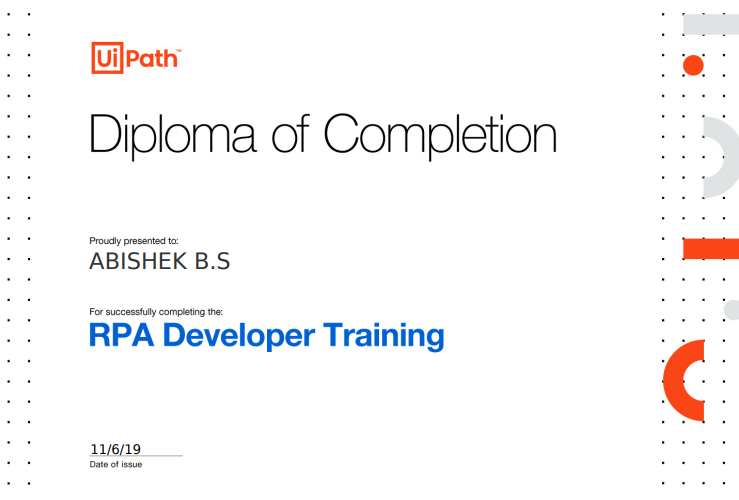 UiPath™
Diploma of Completion
Proudly presented to:
ABISHEK B.S
For successfully completing the:
RPA Developer Training
11/6/19
Date of issue